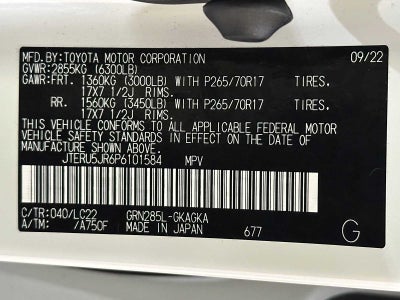 MFD.BY:TOYOTA MOTOR CORPORATION 09/22
GVWR:2855KG (6300LB)
GAWR:FRT. 1360KG (3000LB) WITH P265/70R17 TIRES.
17X7 1/2J RIMS.
RR. 1560KG (3450LB) WITH P265/70R17 TIRES.
17X7 1/2J RIMS.
THIS VEHICLE CONFORMS TO ALL APPLICABLE FEDERAL MOTOR
VEHICLE SAFETY STANDARDS IN EFFECT ON THE DATE OF
MANUFACTURE SHOWN ABOVE.
JTERU5JR6P6101584 MPV
C/TR:040/LC22 GRN285L-GKAGKA
A/TM: /A750F MADE IN JAPAN 677 G